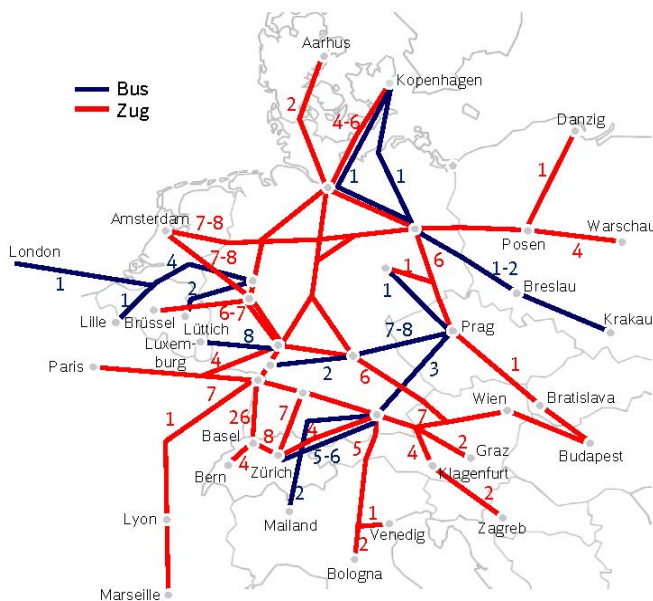 Aarhus
Kopenhagen
Bus
Zug
2
4-6
Danzig
1
1
1
Amsterdam
7-8
Posen
Warschau
4
London
7-8
4
6
1
1-2
1
2
1
Breslau
6-7
1
Lille
Brüssel
Lüttich
7-8
Prag
Krakau
Luxem-
burg
8
Paris
4
2
6
3
1
7
1
26
7
4
7
Wien
Bratislava
Basel
8
5-6
5
4
2
Graz
Budapest
4
Bern
Zürich
Klagenfurt
2
2
Lyon
Mailand
1
Venedig
Zagreb
2
Bologna
Marseille